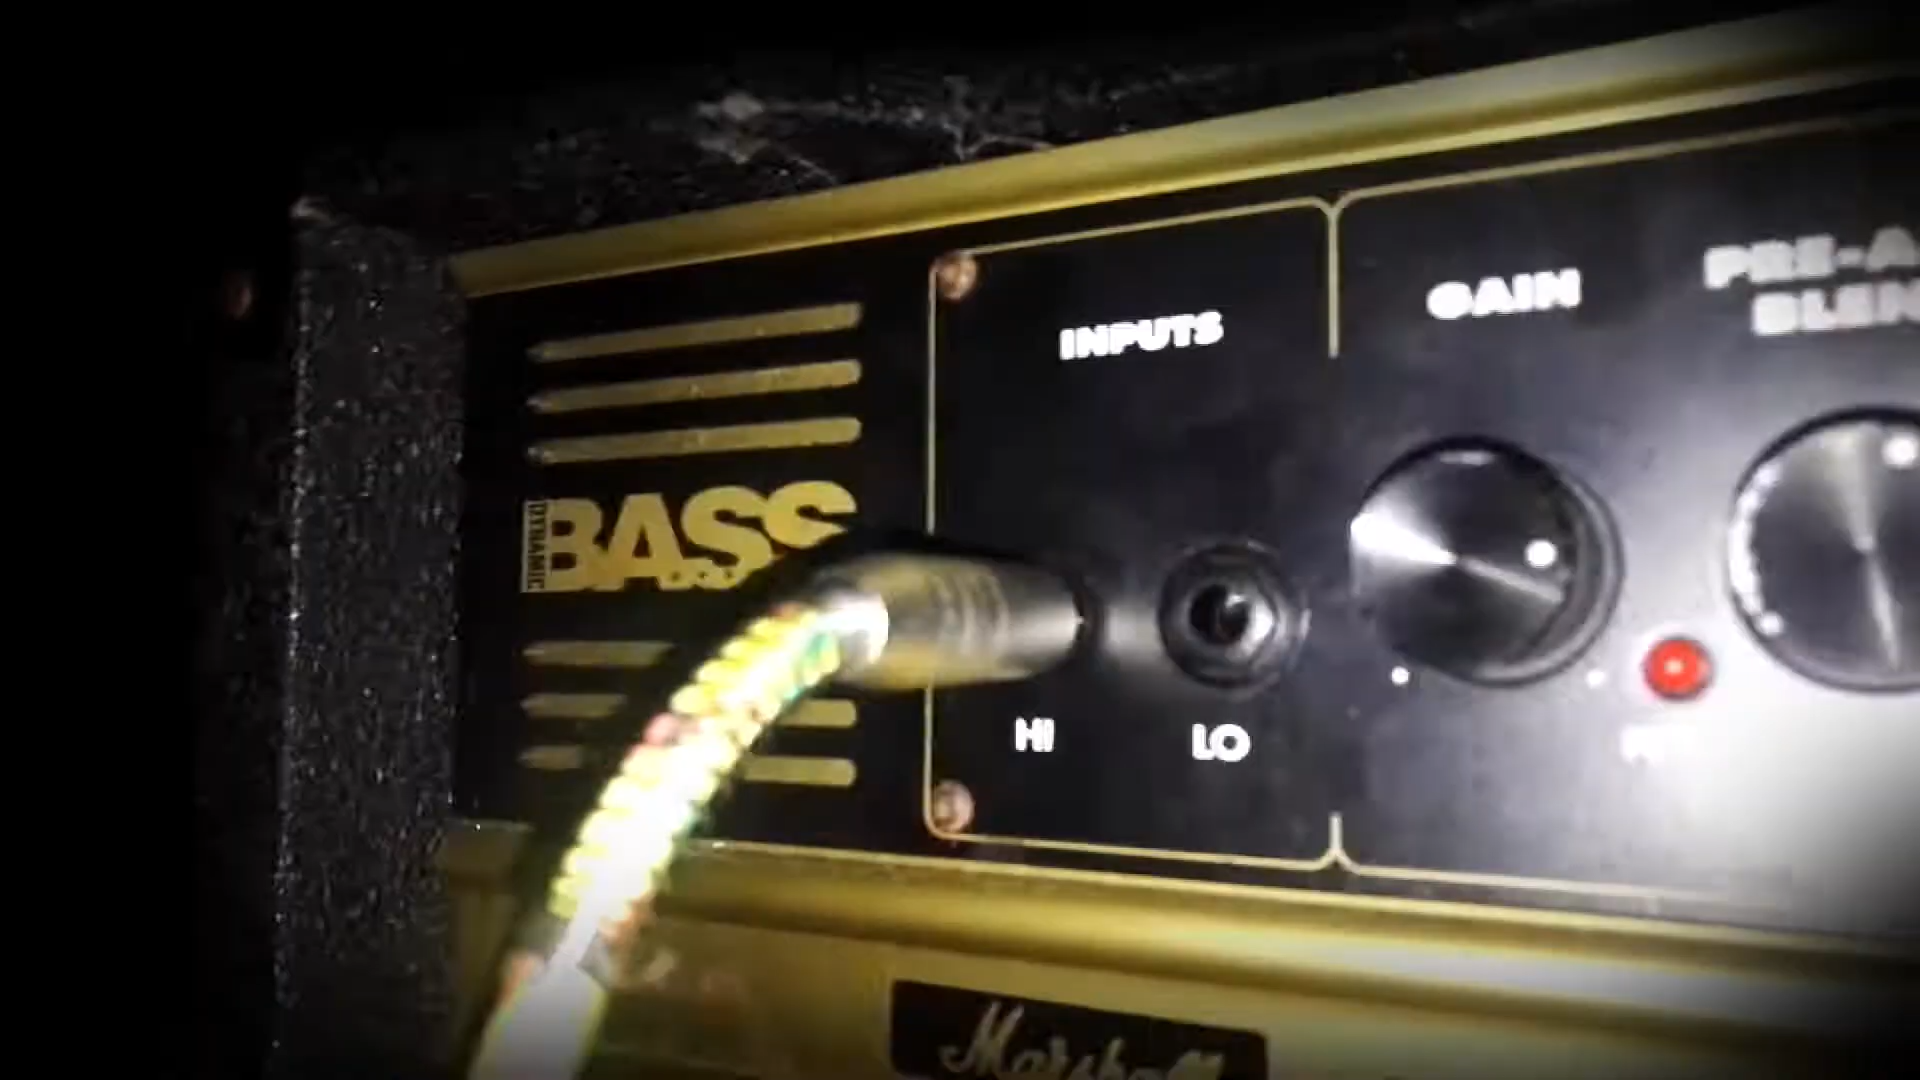 INPUTS
GAIN
PRE-A
BLEN
DYNAMIC
BASS
HI
LO
Marshall